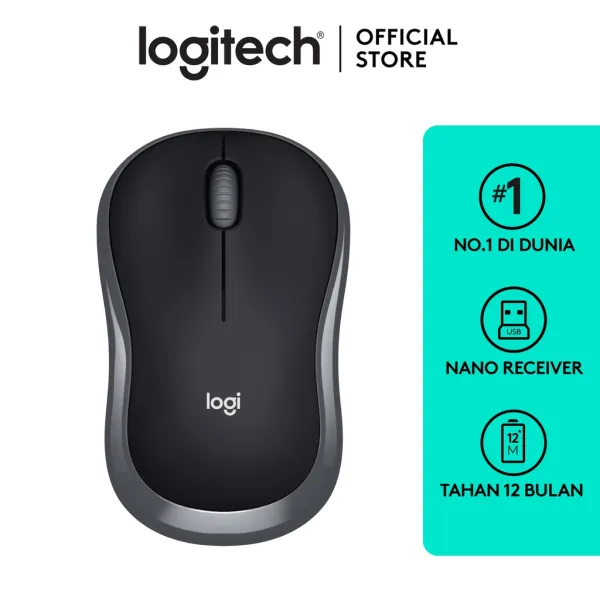 logitech®
OFFICIAL
STORE
logi
#1
NO.1 DI DUNIA
USB
NANO RECEIVER
12*
M
TAHAN 12 BULAN